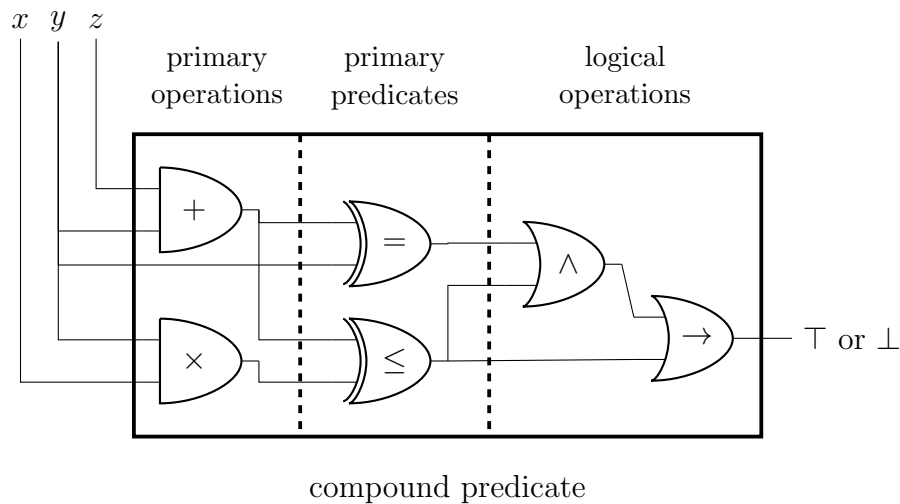 x y z
primary operations
primary predicates
logical operations
+
=
∧
→
⊤ or ⊥
×
≤
compound predicate